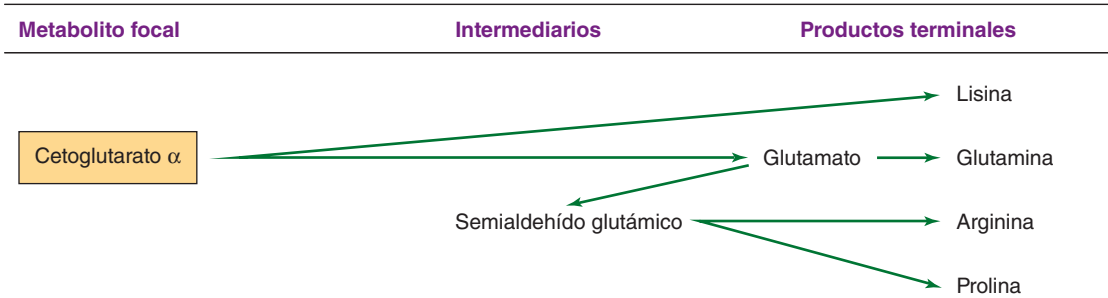 Metabolito focal Intermediarios Productos terminales
Lisina
Cetoglutarato α Glutamato Glutamina
Semialdehído glutámico Arginina
Prolina